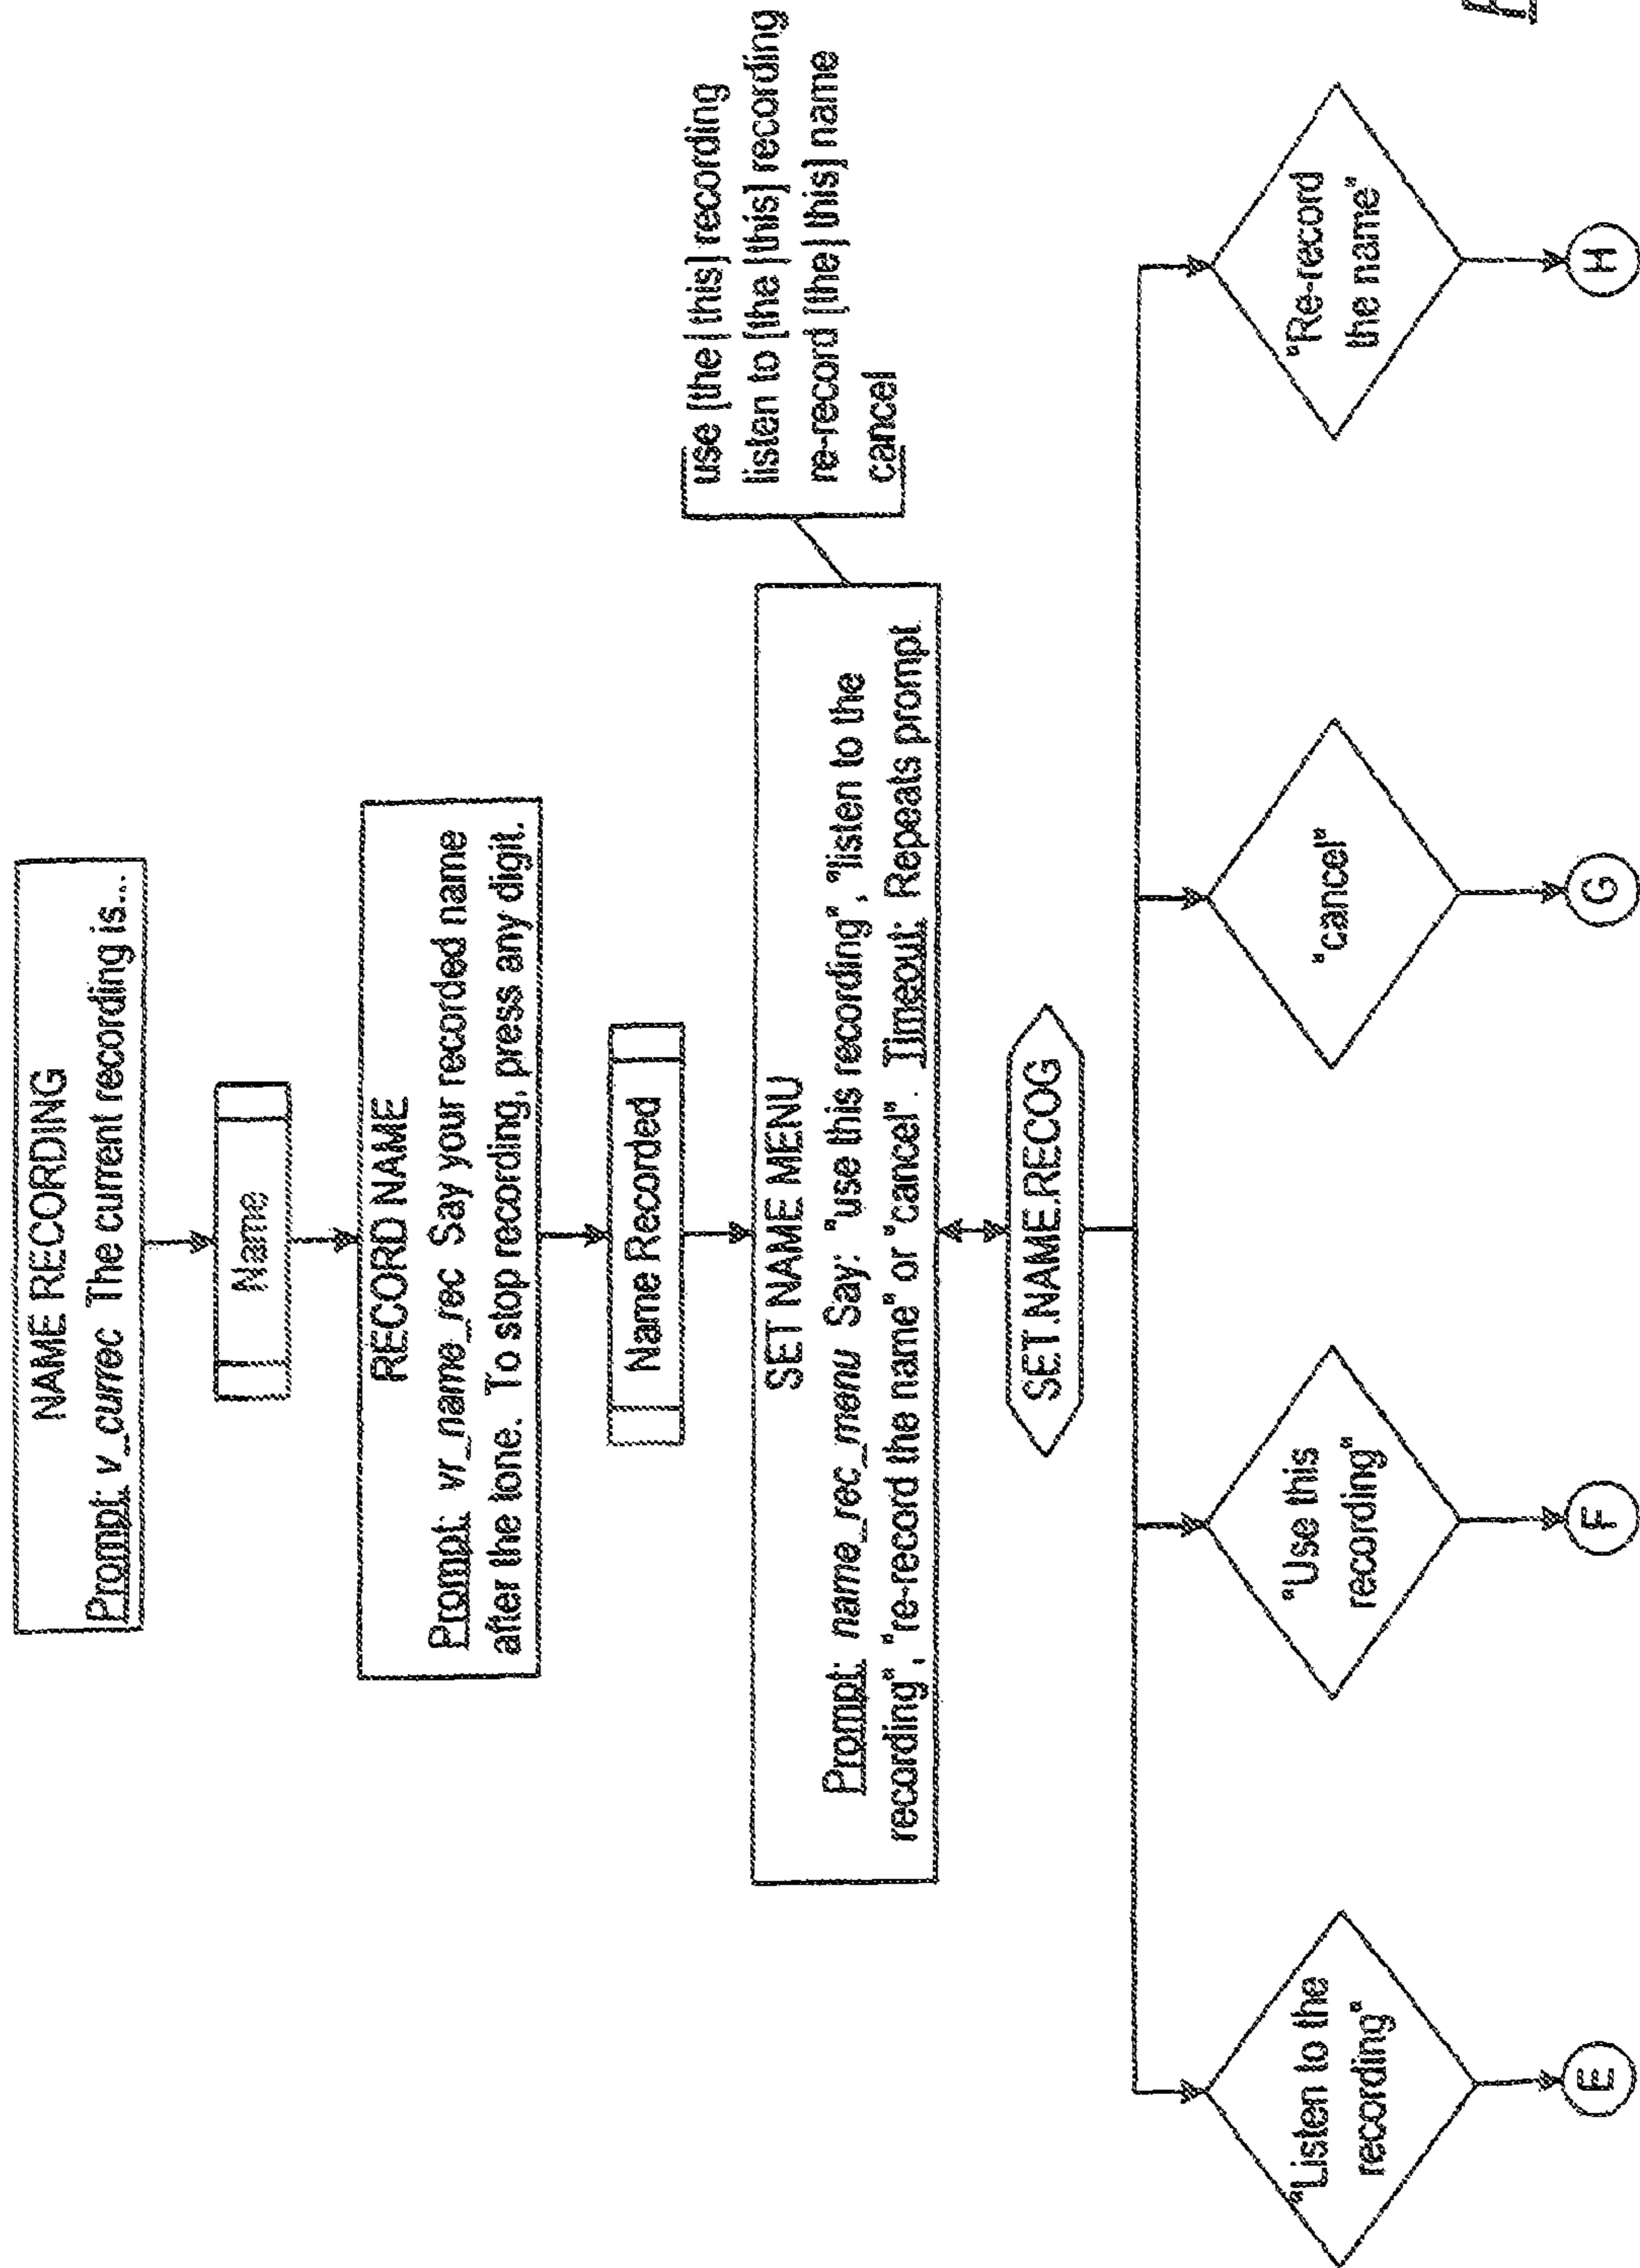 NAME RECORDING
Prompt: v_currec The current recording is...
Name
RECORD NAME
Prompt: vr_name_rec Say your recorded name
after the tone. To stop recording, press any digit.
Name Recorded
SET NAME MENU
Prompt: name_rec_menu Say: "use this recording", "listen to the
recording", "re-record the name" or "cancel". Timeout: Repeats prompt
use [the | this] recording
listen to [the | this] recording
re-record [the | this] name
cancel
SET.NAME.RECOG
"Listen to the
recording"
"Use this
recording"
"cancel"
"Re-record
the name"
E
F
G
H